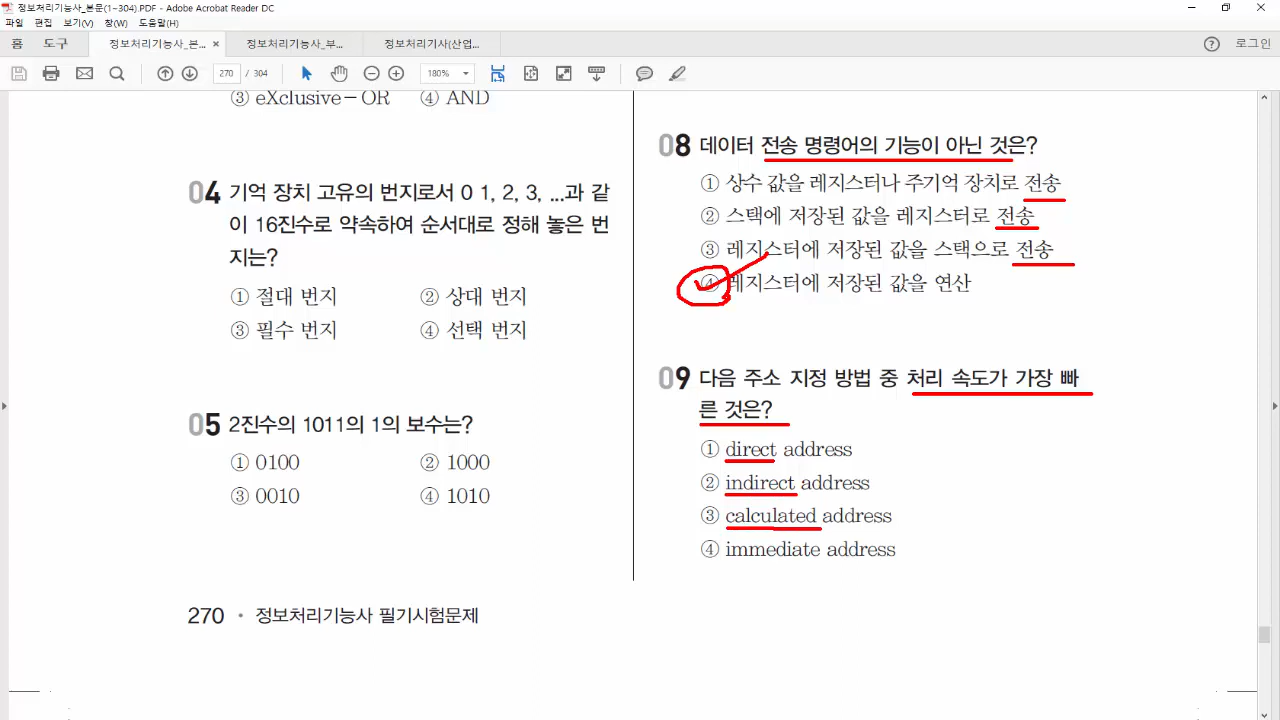 정보처리기능사_본문(1~304).PDF - Adobe Acrobat Reader DC
파일 편집 보기(V) 창(W) 도움말(H)
홈 도구 정보처리기능사_본... × 정보처리기능사_부... 정보처리기사(산업... 로그인
270 / 304 180%
③ eXclusive-OR ④ AND
04 기억 장치 고유의 번지로서 0 1, 2, 3, ...과 같
이 16진수로 약속하여 순서대로 정해 놓은 번
지는?
① 절대 번지 ② 상대 번지
③ 필수 번지 ④ 선택 번지
05 2진수의 1011의 1의 보수는?
① 0100 ② 1000
③ 0010 ④ 1010
08 데이터 전송 명령어의 기능이 아닌 것은?
① 상수 값을 레지스터나 주기억 장치로 전송
② 스택에 저장된 값을 레지스터로 전송
③ 레지스터에 저장된 값을 스택으로 전송
④ 레지스터에 저장된 값을 연산
09 다음 주소 지정 방법 중 처리 속도가 가장 빠
른 것은?
① direct address
② indirect address
③ calculated address
④ immediate address
270 • 정보처리기능사 필기시험문제